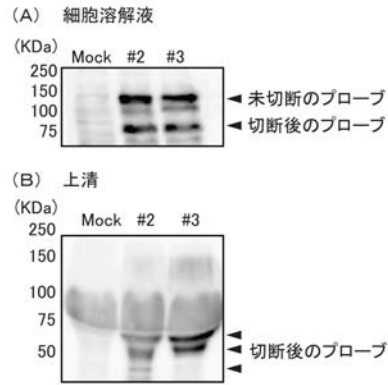 (A) 細胞溶解液
(KDa)
Mock #2 #3
250
150
100
75
未切断のプローブ
切断後のプローブ
(B) 上清
(KDa)
Mock #2 #3
250
150
100
75
50
切断後のプローブ